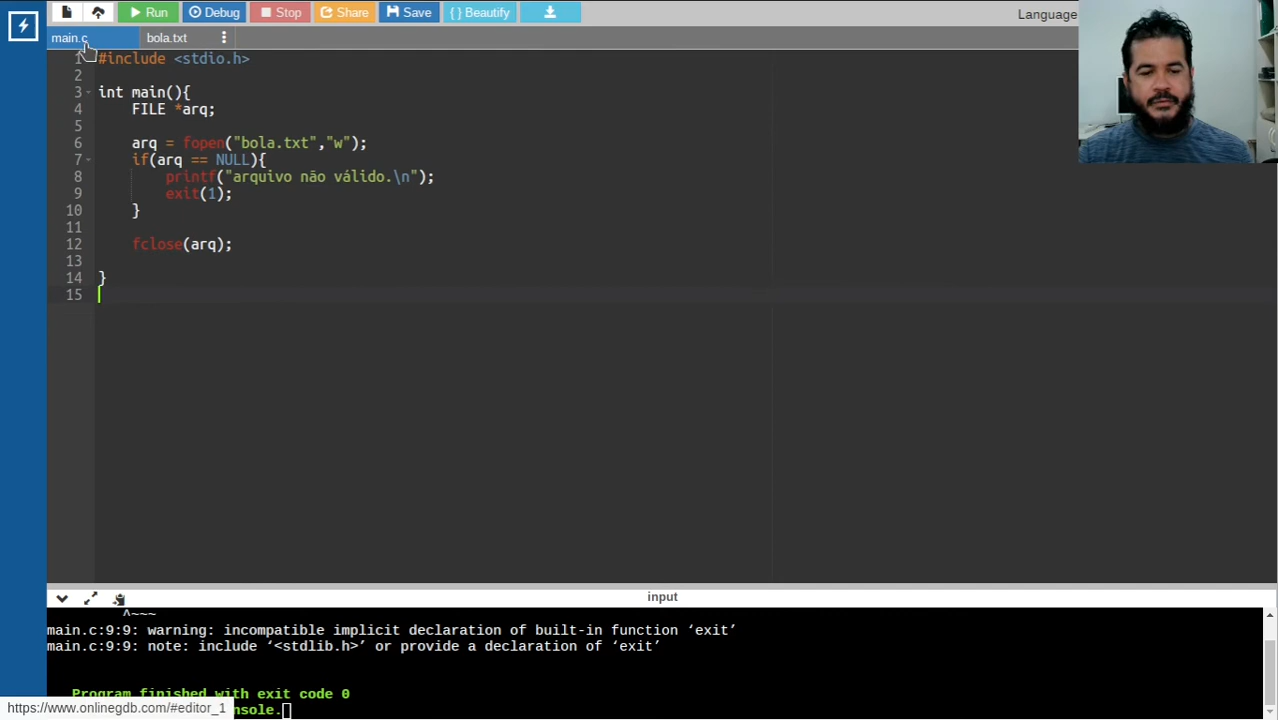 Run Debug Stop Share Save { } Beautify Language
main.c bola.txt
1 #include <stdio.h>
2
3 int main(){
4 FILE *arq;
5
6 arq = fopen("bola.txt","w");
7 if(arq == NULL){
8 printf("arquivo não válido.\n");
9 exit(1);
10 }
11
12 fclose(arq);
13
14 }
15
input
^~~~
main.c:9:9: warning: incompatible implicit declaration of built-in function ‘exit’
main.c:9:9: note: include ‘<stdlib.h>’ or provide a declaration of ‘exit’
Program finished with exit code 0
https://www.onlinegdb.com/#editor_1 nsole.